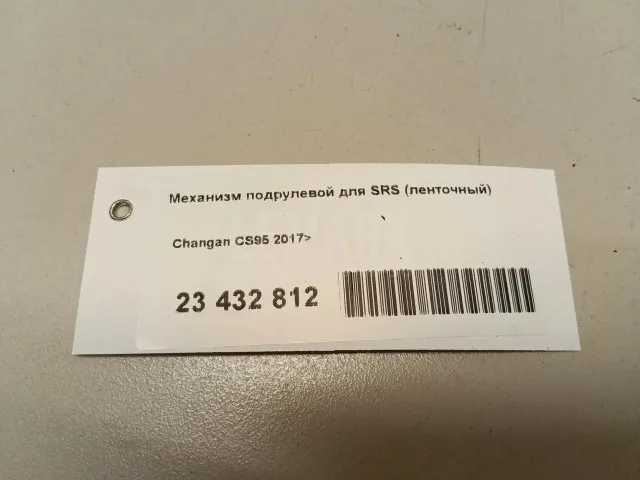 Механизм подрулевой для SRS (ленточный)
Changan CS95 2017>
23 432 812